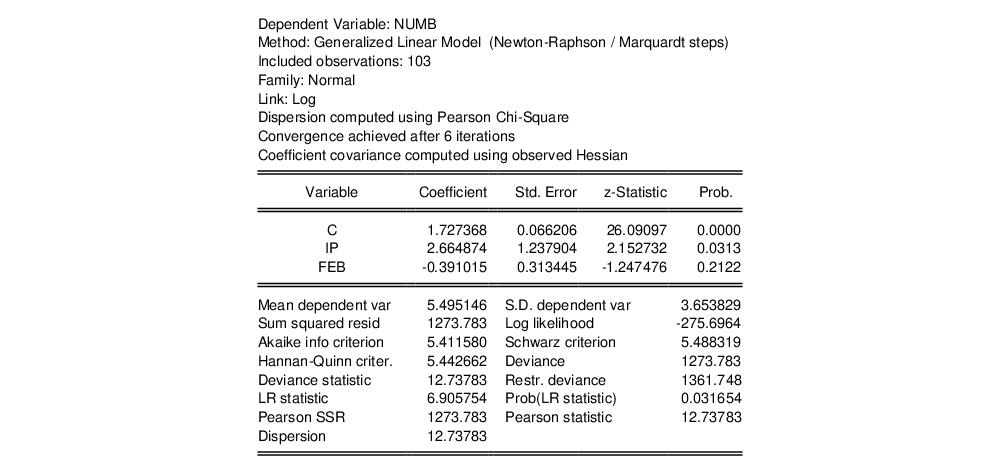 Dependent Variable: NUMB
Method: Generalized Linear Model (Newton-Raphson / Marquardt steps)
Included observations: 103
Family: Normal
Link: Log
Dispersion computed using Pearson Chi-Square
Convergence achieved after 6 iterations
Coefficient covariance computed using observed Hessian
Variable Coefficient Std. Error z-Statistic Prob.
C 1.727368 0.066206 26.09097 0.0000
IP 2.664874 1.237904 2.152732 0.0313
FEB -0.391015 0.313445 -1.247476 0.2122
Mean dependent var 5.495146 S.D. dependent var 3.653829
Sum squared resid 1273.783 Log likelihood -275.6964
Akaike info criterion 5.411580 Schwarz criterion 5.488319
Hannan-Quinn criter. 5.442662 Deviance 1273.783
Deviance statistic 12.73783 Restr. deviance 1361.748
LR statistic 6.905754 Prob(LR statistic) 0.031654
Pearson SSR 1273.783 Pearson statistic 12.73783
Dispersion 12.73783